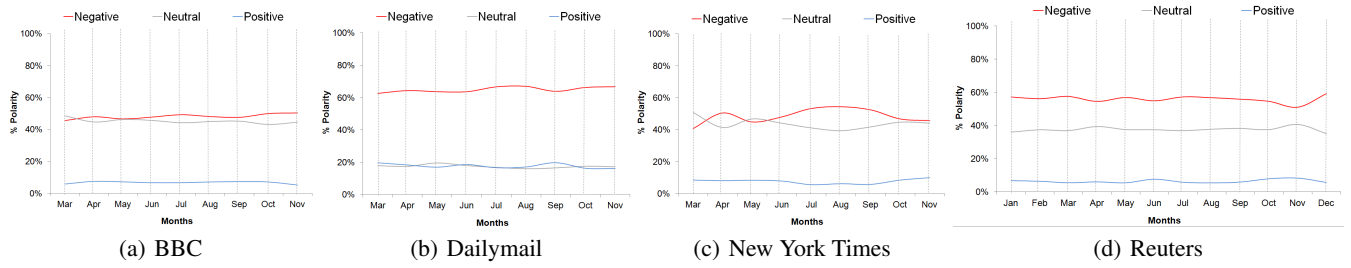 Negative Neutral Positive
100%
80%
60%
40%
20%
0%
% Polarity
Mar Apr May Jun Jul Aug Sep Oct Nov
Months
(a) BBC
Negative Neutral Positive
100%
80%
60%
40%
20%
0%
% Polarity
Mar Apr May Jun Jul Aug Sep Oct Nov
Months
(b) Dailymail
Negative Neutral Positive
100%
80%
60%
40%
20%
0%
% Polarity
Mar Apr May Jun Jul Aug Sep Oct Nov
Months
(c) New York Times
Negative Neutral Positive
100%
80%
60%
40%
20%
0%
% Polarity
Jan Feb Mar Apr May Jun Jul Aug Sep Oct Nov Dec
Months
(d) Reuters